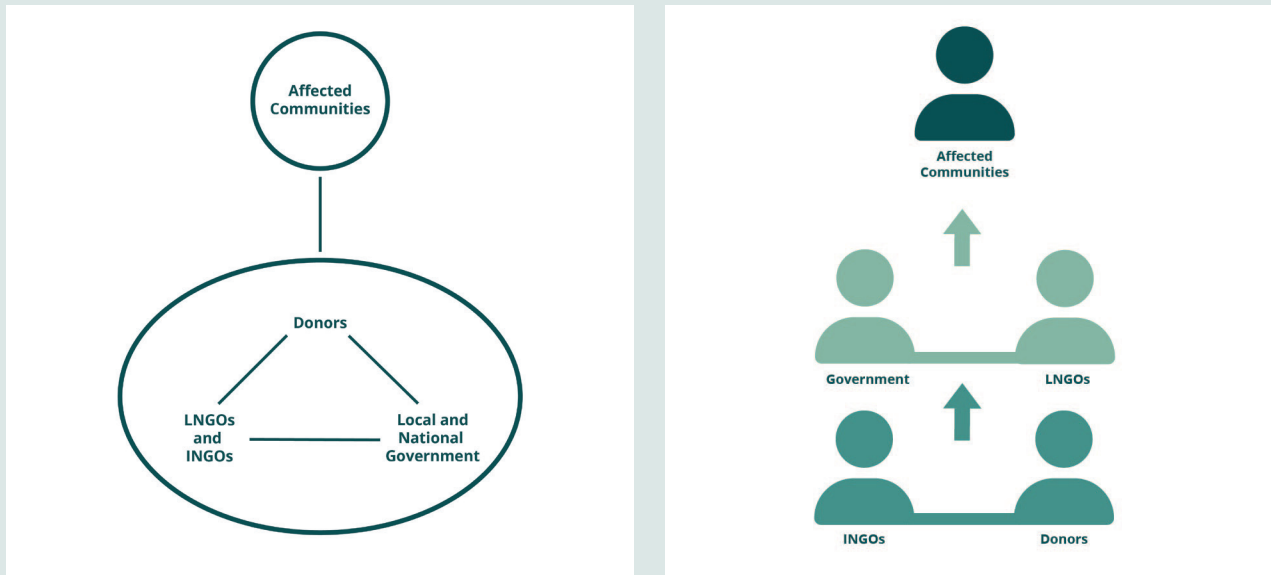 Affected
Communities
Donors
LNGOs
and
INGOs
Local and
National
Government
Affected
Communities
Government
LNGOs
INGOs
Donors